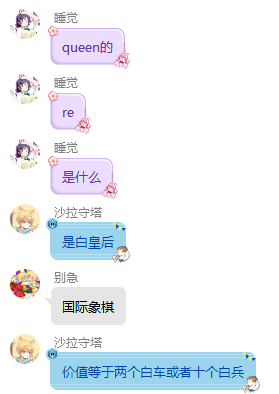 睡觉
queen的
睡觉
re
睡觉
是什么
沙拉守塔
是白皇后
别急
国际象棋
沙拉守塔
价值等于两个白车或者十个白兵